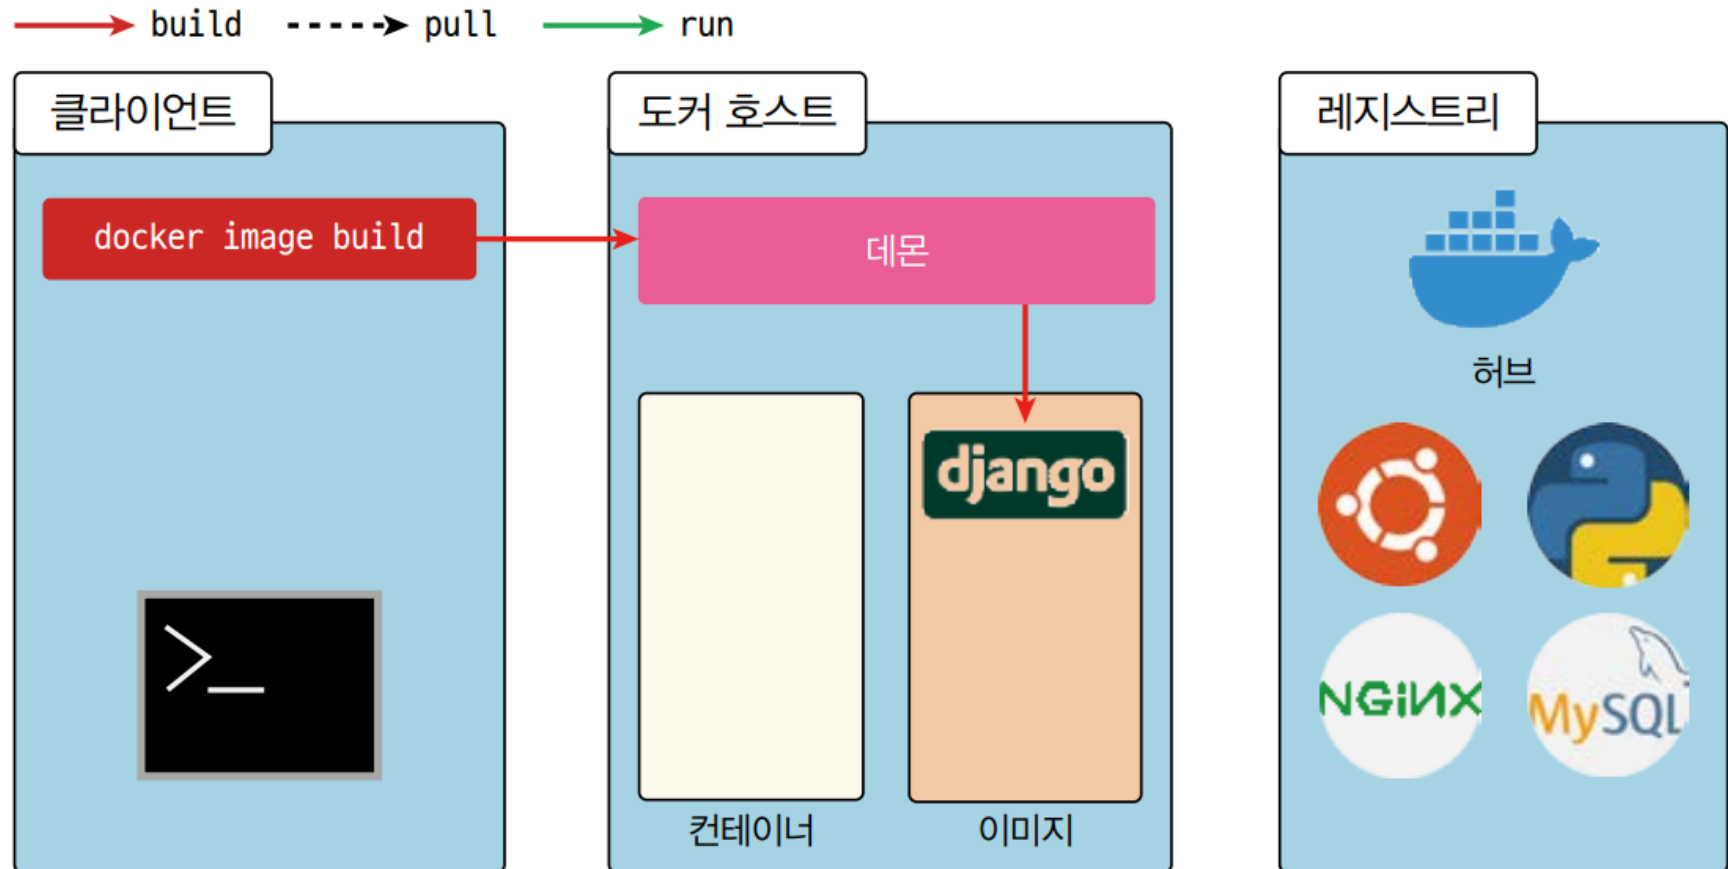 build pull run
클라이언트
도커 호스트
레지스트리
docker image build
데몬
허브
django
NGiNX
MySQL
>_
컨테이너
이미지